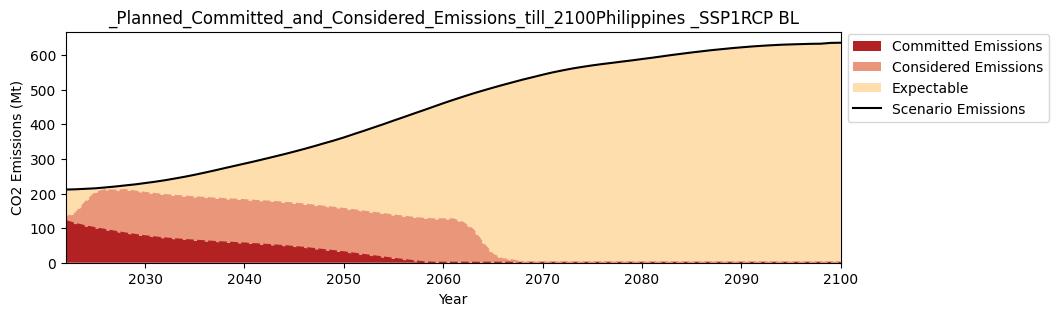 _Planned_Committed_and_Considered_Emissions_till_2100Philippines _SSP1RCP BL
CO2 Emissions (Mt)
600
500
400
300
200
100
0
2030 2040 2050 2060 2070 2080 2090 2100
Year
Committed Emissions
Considered Emissions
Expectable
Scenario Emissions